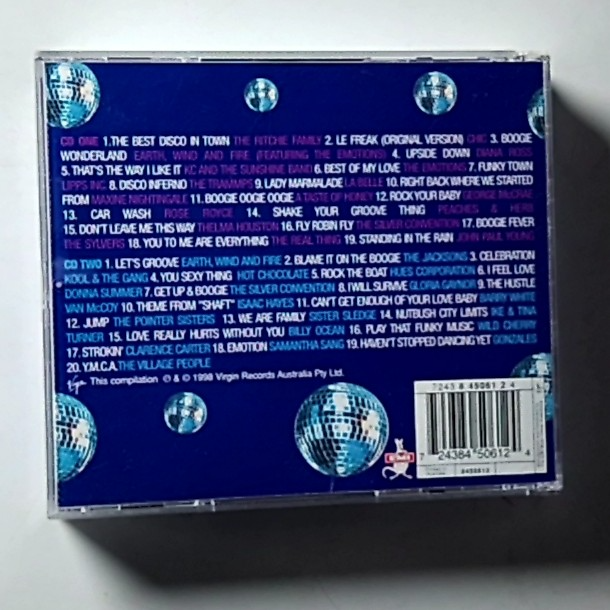 CD ONE 1.THE BEST DISCO IN TOWN THE RITCHIE FAMILY 2. LE FREAK (ORIGINAL VERSION) CHIC 3. BOOGIE
WONDERLAND EARTH, WIND AND FIRE (FEATURING THE EMOTIONS) 4. UPSIDE DOWN DIANA ROSS
5. THAT'S THE WAY I LIKE IT KC AND THE SUNSHINE BAND 6. BEST OF MY LOVE THE EMOTIONS 7. FUNKY TOWN
LIPPS INC. 8. DISCO INFERNO THE TRAMMPS 9. LADY MARMALADE LA BELLE 10. RIGHT BACK WHERE WE STARTED
FROM MAXINE NIGHTINGALE 11. BOOGIE OOGIE OOGIE A TASTE OF HONEY 12. ROCK YOUR BABY GEORGE McCRAE
13. CAR WASH ROSE ROYCE 14. SHAKE YOUR GROOVE THING PEACHES & HERB
15. DON'T LEAVE ME THIS WAY THELMA HOUSTON 16. FLY ROBIN FLY THE SILVER CONVENTION 17. BOOGIE FEVER
THE SYLVERS 18. YOU TO ME ARE EVERYTHING THE REAL THING 19. STANDING IN THE RAIN JOHN PAUL YOUNG
CD TWO 1. LET'S GROOVE EARTH, WIND AND FIRE 2. BLAME IT ON THE BOOGIE THE JACKSONS 3. CELEBRATION
KOOL & THE GANG 4. YOU SEXY THING HOT CHOCOLATE 5. ROCK THE BOAT HUES CORPORATION 6. I FEEL LOVE
DONNA SUMMER 7. GET UP & BOOGIE THE SILVER CONVENTION 8. I WILL SURVIVE GLORIA GAYNOR 9. THE HUSTLE
VAN McCOY 10. THEME FROM "SHAFT" ISAAC HAYES 11. CAN'T GET ENOUGH OF YOUR LOVE BABY BARRY WHITE
12. JUMP THE POINTER SISTERS 13. WE ARE FAMILY SISTER SLEDGE 14. NUTBUSH CITY LIMITS IKE & TINA
TURNER 15. LOVE REALLY HURTS WITHOUT YOU BILLY OCEAN 16. PLAY THAT FUNKY MUSIC WILD CHERRY
17. STROKIN' CLARENCE CARTER 18. EMOTION SAMANTHA SANG 19. HAVEN'T STOPPED DANCING YET GONZALES
20. Y.M.C.A. THE VILLAGE PEOPLE
Virgin This compilation ℗ & © 1998 Virgin Records Australia Pty Ltd.
7243 8 45061 2 4
EMI
7 24384 50612 4
8450612